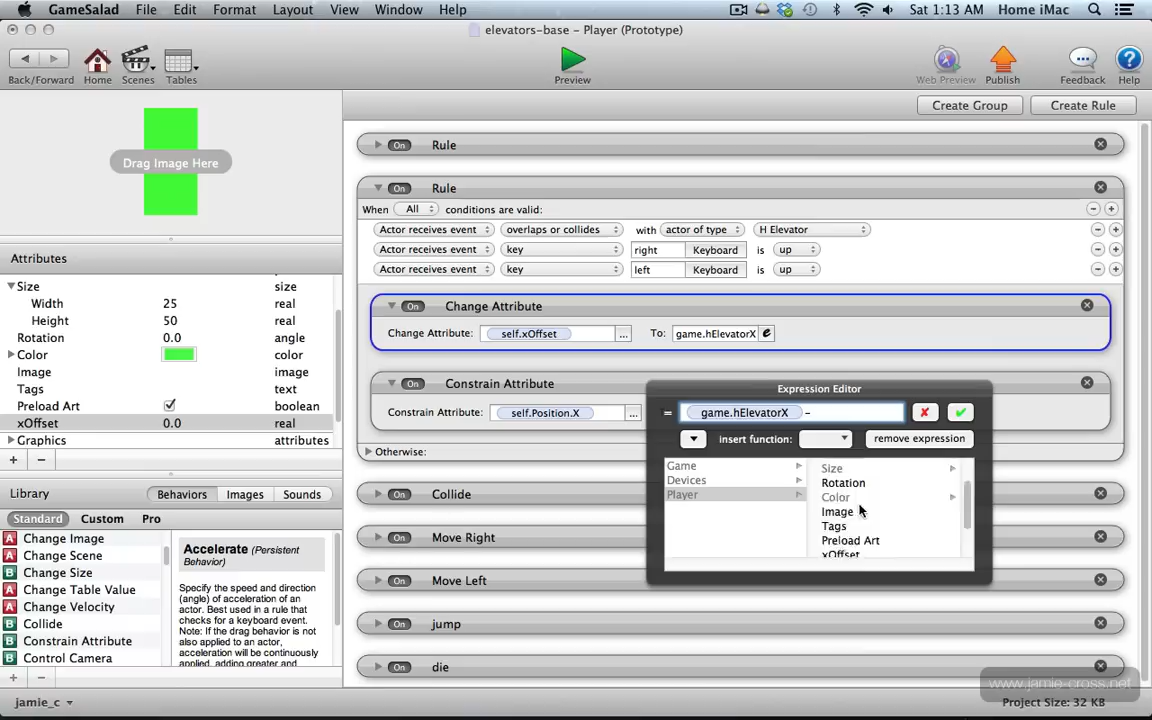 GameSalad File Edit Format Layout View Window Help Sat 1:13 AM Home iMac
elevators-base – Player (Prototype)
Back/Forward Home Scenes Tables Preview Web Preview Publish Feedback Help
Create Group Create Rule
Drag Image Here
Attributes
Size size
Width 25 real
Height 50 real
Rotation 0.0 angle
Color color
Image image
Tags text
Preload Art boolean
xOffset 0.0 real
Graphics attributes
+ −
Library Behaviors Images Sounds
Standard Custom Pro
A Change Image
A Change Scene
B Change Size
A Change Table Value
A Change Velocity
B Collide
B Constrain Attribute
B Control Camera
Accelerate (Persistent
Behavior)
Specify the speed and direction
(angle) of acceleration of an
actor. Best used in a rule that
checks for a keyboard event.
Note: If the drag behavior is not
also applied to an actor,
acceleration will be continuously
applied, adding greater and
+ −
jamie_c
On Rule
On Rule
When All conditions are valid:
Actor receives event overlaps or collides with actor of type H Elevator
Actor receives event key right Keyboard is up
Actor receives event key left Keyboard is up
On Change Attribute
Change Attribute: self.xOffset ... To: game.hElevatorX e
On Constrain Attribute
Constrain Attribute: self.Position.X ...
Otherwise:
On Collide
On Move Right
On Move Left
On jump
On die
Expression Editor
= game.hElevatorX –
insert function: remove expression
Game
Devices
Player
Size
Rotation
Color
Image
Tags
Preload Art
xOffset
www.jamie-cross.net
Project Size: 32 KB